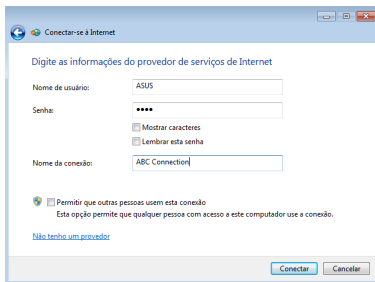 Conectar-se à Internet
Digite as informações do provedor de serviços de Internet
Nome de usuário: ASUS
Senha: ••••
Mostrar caracteres
Lembrar esta senha
Nome da conexão: ABC Connection
Permitir que outras pessoas usem esta conexão
Esta opção permite que qualquer pessoa com acesso a este computador use a conexão.
Não tenho um provedor
Conectar Cancelar